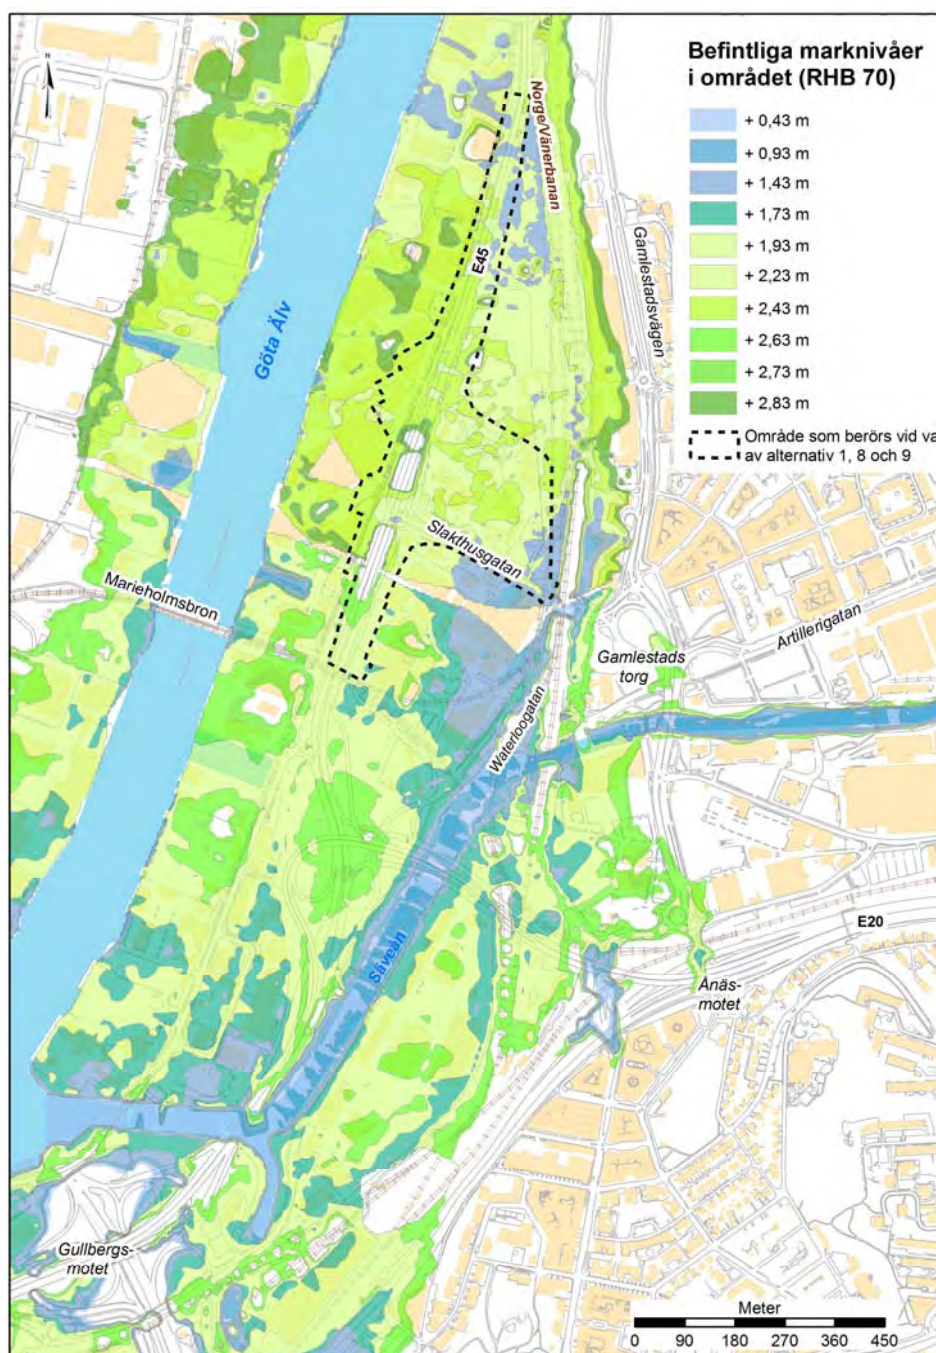 Befintliga marknivåer
i området (RHB 70)
+ 0,43 m
+ 0,93 m
+ 1,43 m
+ 1,73 m
+ 1,93 m
+ 2,23 m
+ 2,43 m
+ 2,63 m
+ 2,73 m
+ 2,83 m
Område som berörs vid va
av alternativ 1, 8 och 9
N
Norge/Vänerbanan
E45
Gamlestadsvägen
Göta Älv
Slakthusgatan
Marieholmsbron
Artillerigatan
Gamlestads
torg
Waterloogatan
Säveån
E20
Anäs-
motet
Gullbergs-
motet
Meter
0 90 180 270 360 450